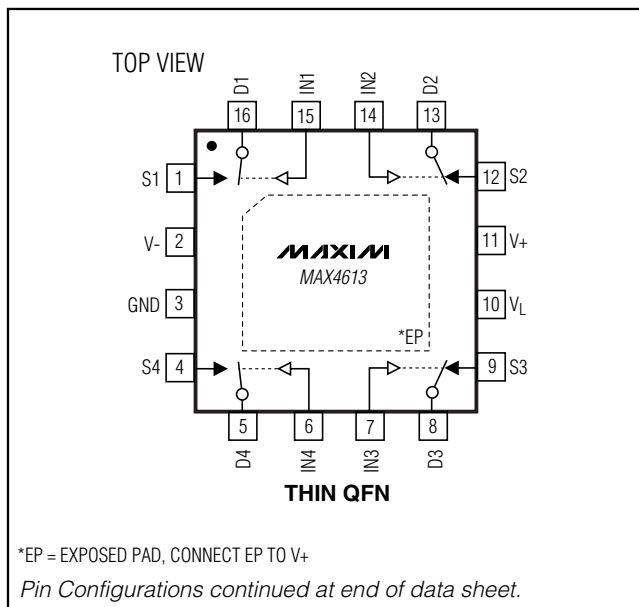 TOP VIEW
D1 IN1 IN2 D2
16 15 14 13
S1 1 12 S2
V- 2 11 V+
MAXIM
MAX4613
GND 3 10 VL
*EP
S4 4 9 S3
5 6 7 8
D4 IN4 IN3 D3
THIN QFN
*EP = EXPOSED PAD, CONNECT EP TO V+
Pin Configurations continued at end of data sheet.